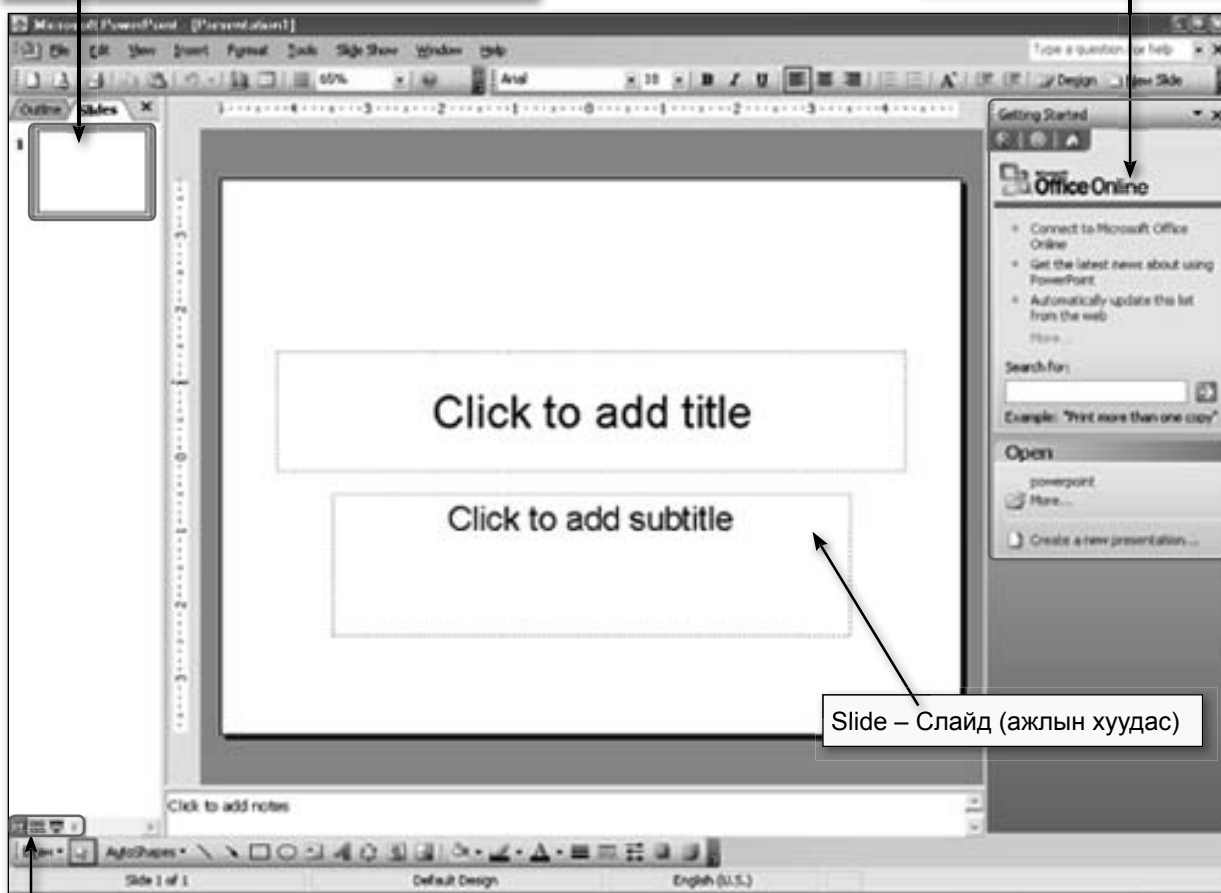 Microsoft PowerPoint - [Presentation1]
File Edit View Insert Format Tools Slide Show Window Help
Type a question for help
65% Arial 18 B I U Design New Slide
Outline Slides
Getting Started
1
Microsoft
Office Online
Connect to Microsoft Office
Online
Get the latest news about using
PowerPoint
Automatically update this list
from the web
More...
Search for:
Example: "Print more than one copy"
Open
powerpoint
More...
Create a new presentation...
Click to add title
Click to add subtitle
Slide – Слайд (ажлын хуудас)
Click to add notes
Draw AutoShapes
Slide 1 of 1 Default Design English (U.S.)